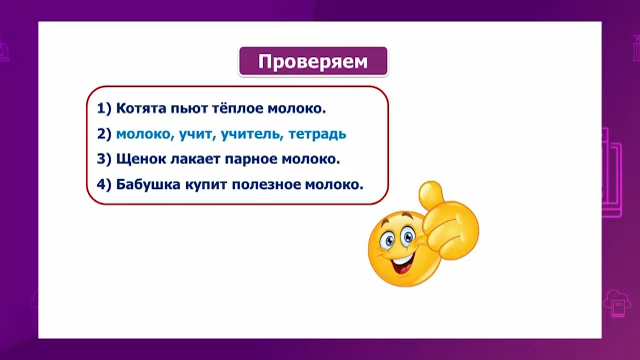 Проверяем
1) Котята пьют тёплое молоко.
2) молоко, учит, учитель, тетрадь
3) Щенок лакает парное молоко.
4) Бабушка купит полезное молоко.